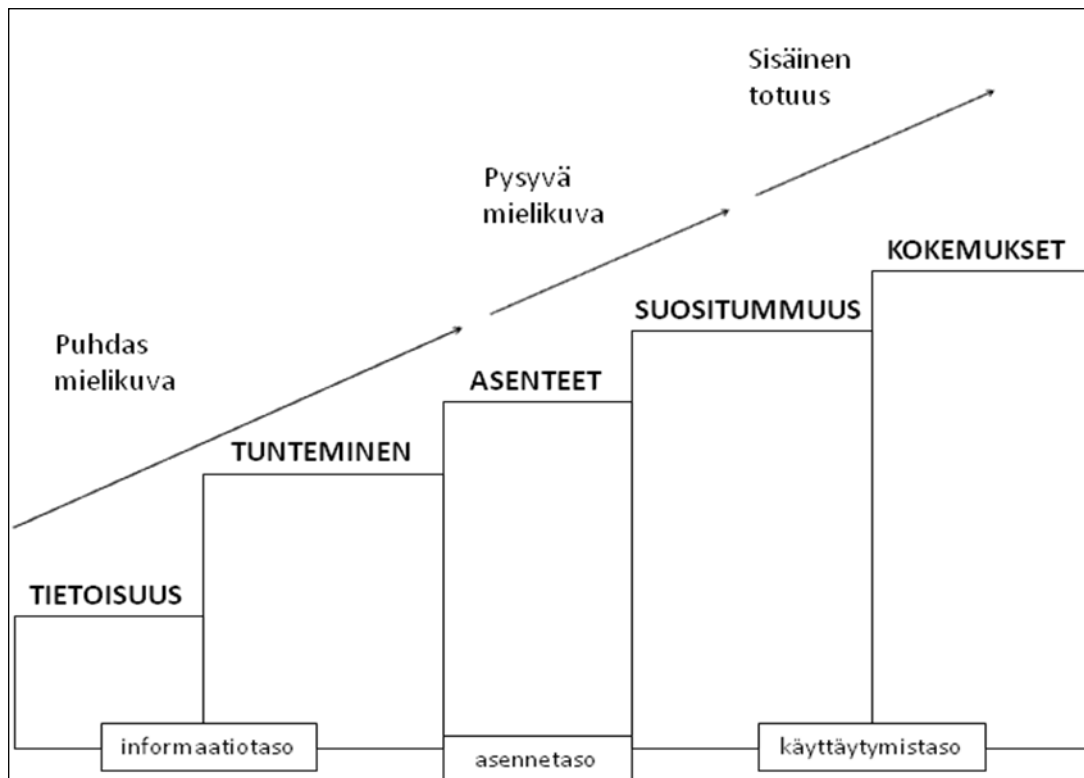 Sisäinen
totuus
Pysyvä
mielikuva
KOKEMUKSET
SUOSITUMMUUS
Puhdas
mielikuva
ASENTEET
TUNTEMINEN
TIETOISUUS
informaatiotaso
asennetaso
käyttäytymistaso